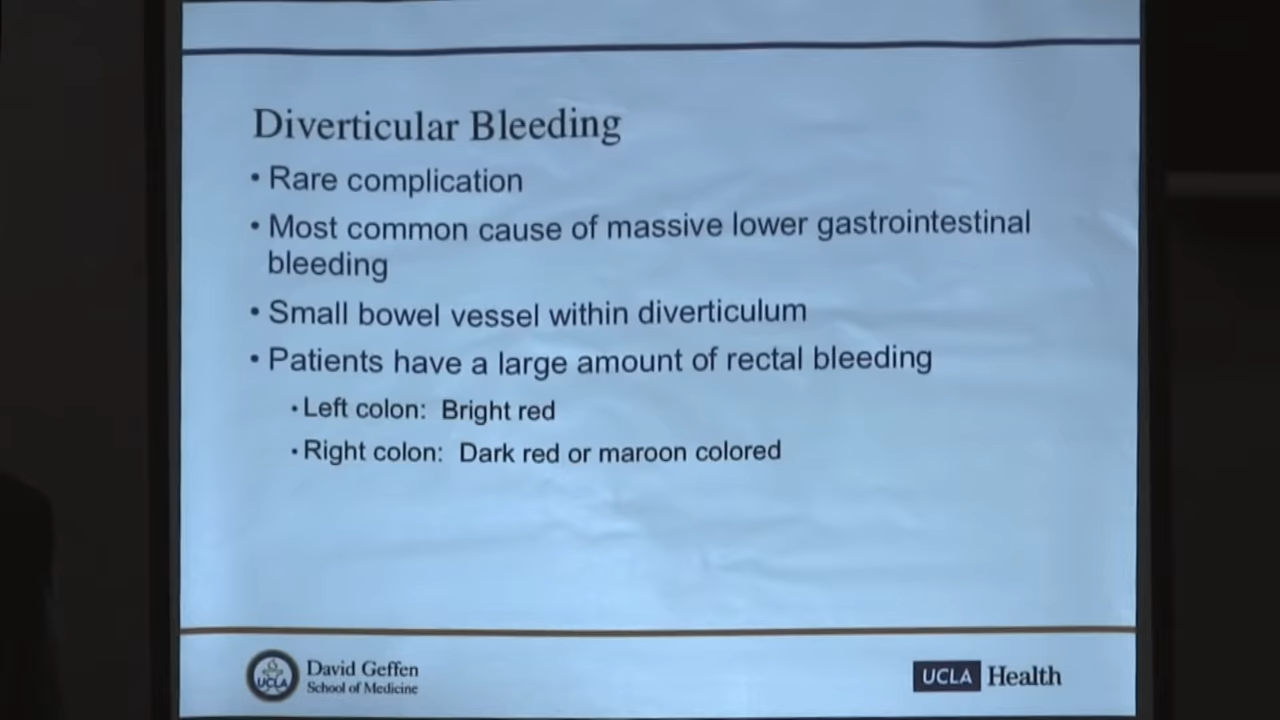 Diverticular Bleeding
• Rare complication
• Most common cause of massive lower gastrointestinal
bleeding
• Small bowel vessel within diverticulum
• Patients have a large amount of rectal bleeding
• Left colon: Bright red
• Right colon: Dark red or maroon colored
UCLA
David Geffen
School of Medicine
UCLA Health